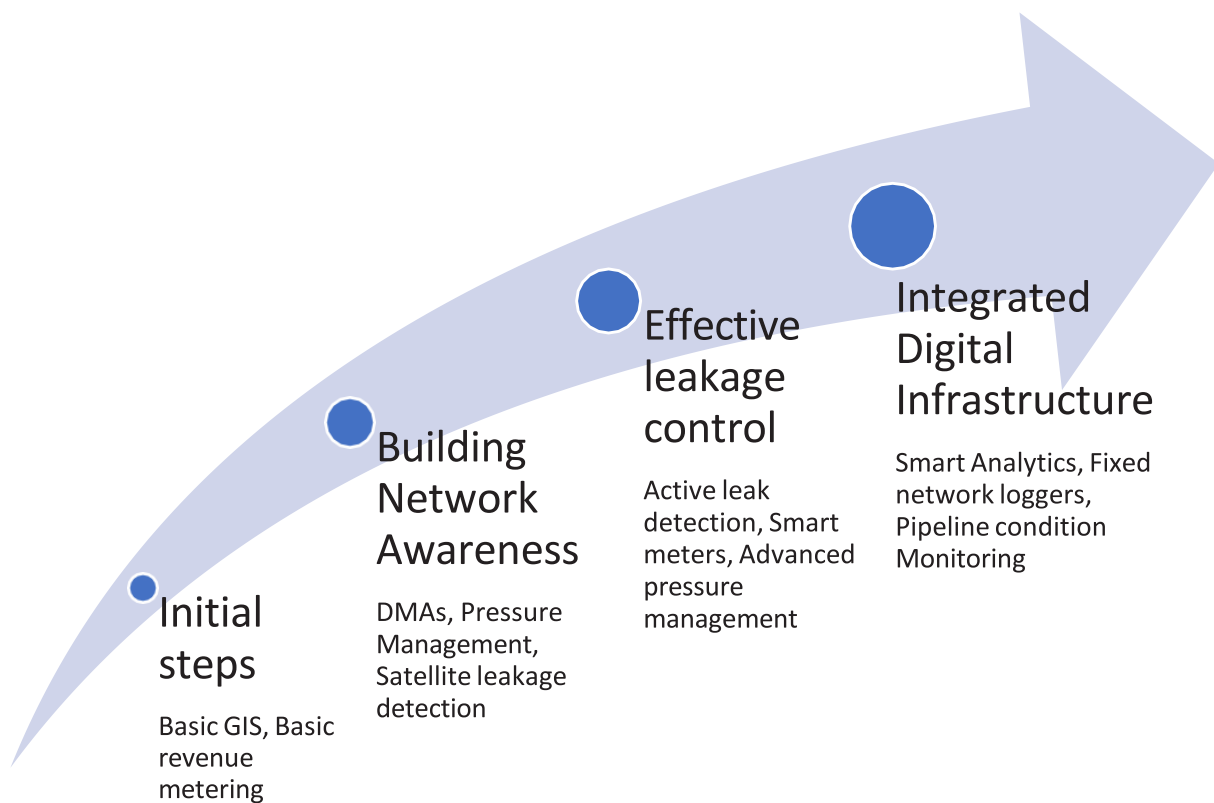 Initial
steps
Basic GIS, Basic
revenue
metering
Building
Network
Awareness
DMAs, Pressure
Management,
Satellite leakage
detection
Effective
leakage
control
Active leak
detection, Smart
meters, Advanced
pressure
management
Integrated
Digital
Infrastructure
Smart Analytics, Fixed
network loggers,
Pipeline condition
Monitoring